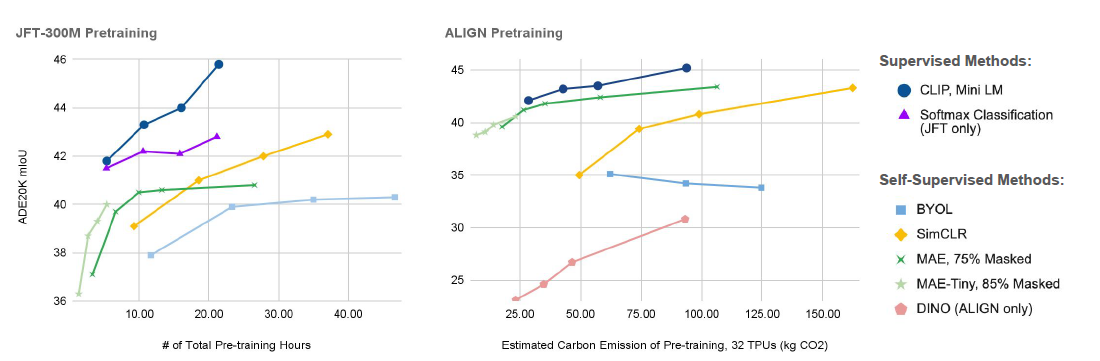 JFT-300M Pretraining
ADE20K mIoU
46
44
42
40
38
36
10.00
20.00
30.00
40.00
# of Total Pre-training Hours
ALIGN Pretraining
45
40
35
30
25
25.00
50.00
75.00
100.00
125.00
150.00
Estimated Carbon Emission of Pre-training, 32 TPUs (kg CO2)
Supervised Methods:
CLIP, Mini LM
Softmax Classification
(JFT only)
Self-Supervised Methods:
BYOL
SimCLR
MAE, 75% Masked
MAE-Tiny, 85% Masked
DINO (ALIGN only)